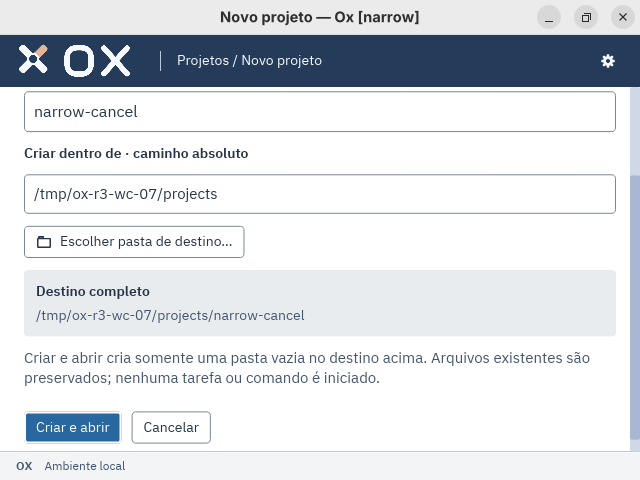 Novo projeto — Ox [narrow]
OX
Projetos / Novo projeto
narrow-cancel
Criar dentro de · caminho absoluto
/tmp/ox-r3-wc-07/projects
Escolher pasta de destino...
Destino completo
/tmp/ox-r3-wc-07/projects/narrow-cancel
Criar e abrir cria somente uma pasta vazia no destino acima. Arquivos existentes são
preservados; nenhuma tarefa ou comando é iniciado.
Criar e abrir
Cancelar
OX Ambiente local